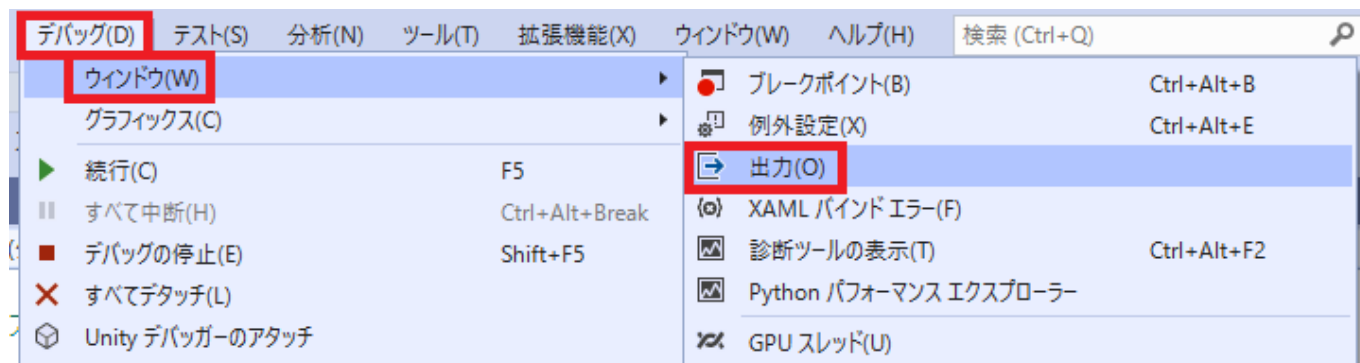 デバッグ(D) テスト(S) 分析(N) ツール(T) 拡張機能(X) ウィンドウ(W) ヘルプ(H) 検索 (Ctrl+Q)
ウィンドウ(W)
グラフィックス(C)
続行(C) F5
すべて中断(H) Ctrl+Alt+Break
デバッグの停止(E) Shift+F5
すべてデタッチ(L)
Unity デバッガーのアタッチ
ブレークポイント(B) Ctrl+Alt+B
例外設定(X) Ctrl+Alt+E
出力(O)
XAML バインド エラー(F)
診断ツールの表示(T) Ctrl+Alt+F2
Python パフォーマンス エクスプローラー
GPU スレッド(U)